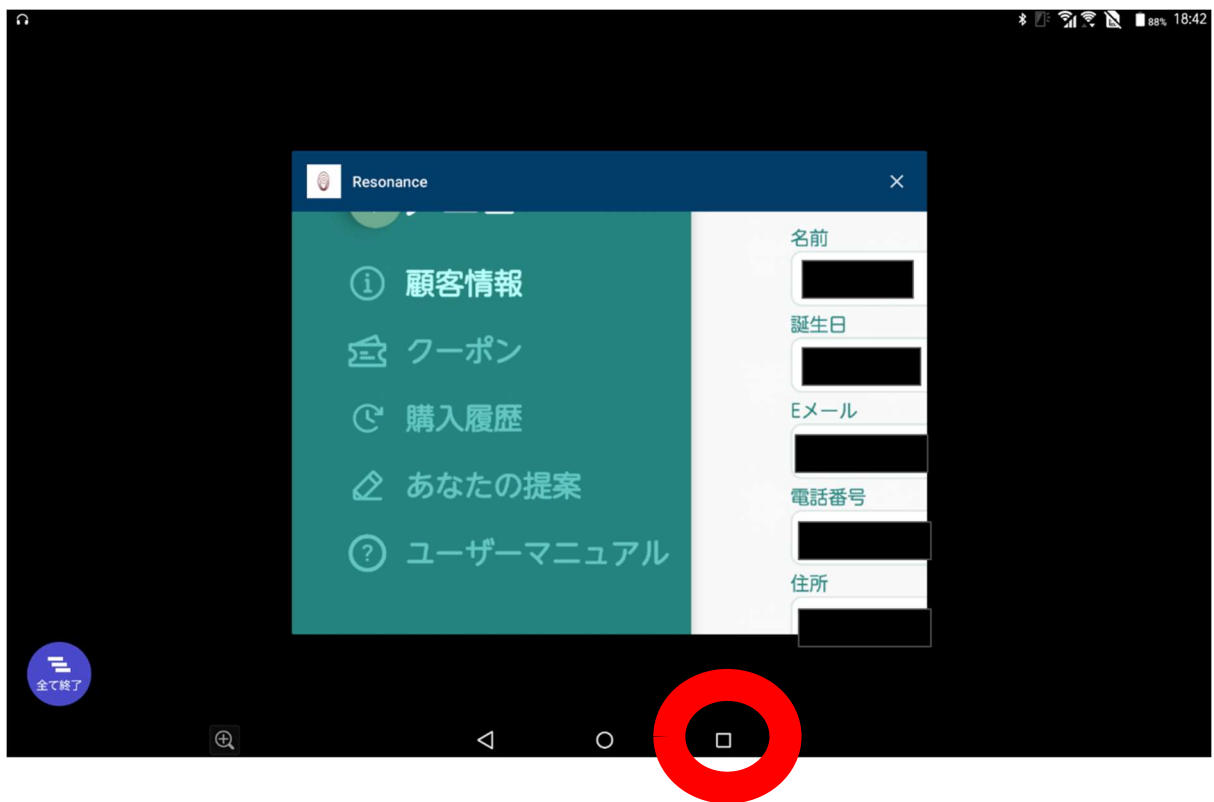 88% 18:42
Resonance
顧客情報
クーポン
購入履歴
あなたの提案
ユーザーマニュアル
名前
誕生日
Eメール
電話番号
住所
全て終了